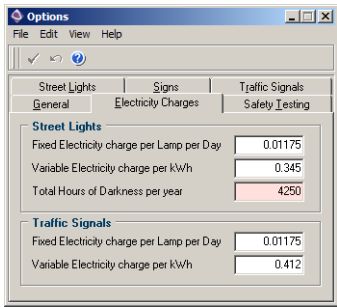 Options
File Edit View Help
Street Lights Signs Traffic Signals
General Electricity Charges Safety Testing
Street Lights
Fixed Electricity charge per Lamp per Day 0.01175
Variable Electricity charge per kWh 0.345
Total Hours of Darkness per year 4250
Traffic Signals
Fixed Electricity charge per Lamp per Day 0.01175
Variable Electricity charge per kWh 0.412